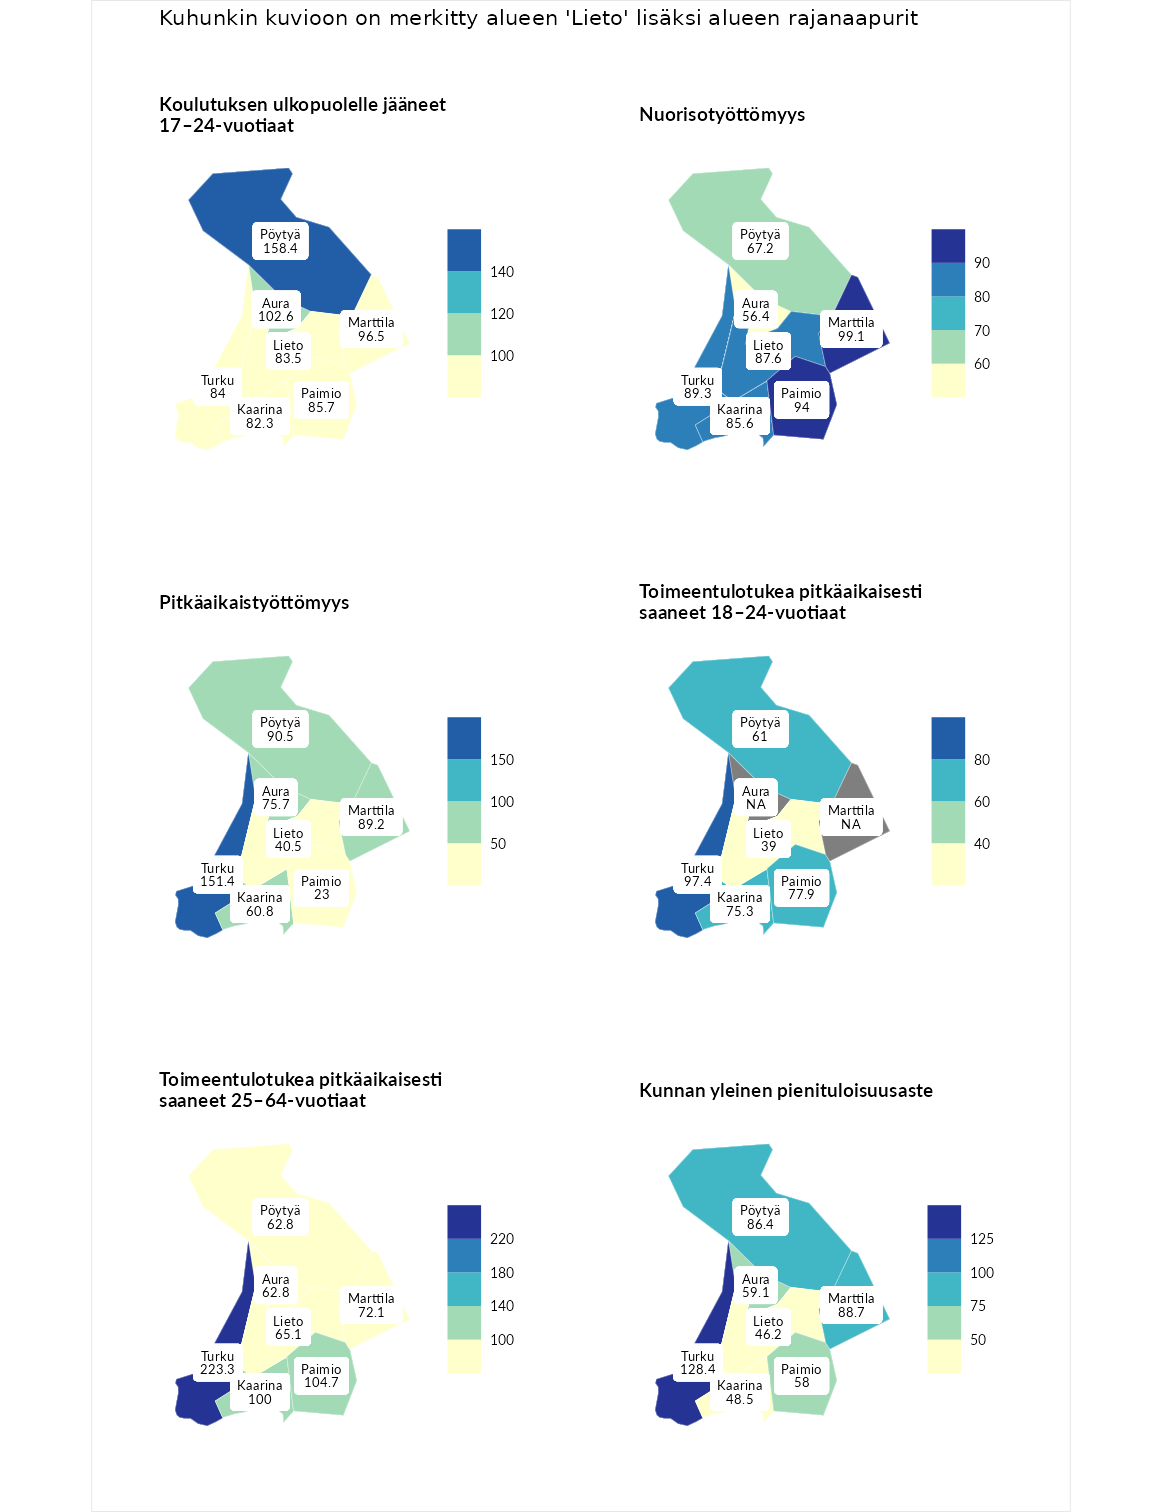 Kuhunkin kuvioon on merkitty alueen 'Lieto' lisäksi alueen rajanaapurit
Koulutuksen ulkopuolelle jääneet
17–24-vuotiaat
Pöytyä
158.4
Aura
102.6
Marttila
96.5
Lieto
83.5
Turku
84
Paimio
85.7
Kaarina
82.3
140
120
100
Nuorisotyöttömyys
Pöytyä
67.2
Aura
56.4
Marttila
99.1
Lieto
87.6
Turku
89.3
Paimio
94
Kaarina
85.6
90
80
70
60
Pitkäaikaistyöttömyys
Pöytyä
90.5
Aura
75.7
Marttila
89.2
Lieto
40.5
Turku
151.4
Paimio
23
Kaarina
60.8
150
100
50
Toimeentulotukea pitkäaikaisesti
saaneet 18–24-vuotiaat
Pöytyä
61
Aura
NA
Marttila
NA
Lieto
39
Turku
97.4
Paimio
77.9
Kaarina
75.3
80
60
40
Toimeentulotukea pitkäaikaisesti
saaneet 25–64-vuotiaat
Pöytyä
62.8
Aura
62.8
Marttila
72.1
Lieto
65.1
Turku
223.3
Paimio
104.7
Kaarina
100
220
180
140
100
Kunnan yleinen pienituloisuusaste
Pöytyä
86.4
Aura
59.1
Marttila
88.7
Lieto
46.2
Turku
128.4
Paimio
58
Kaarina
48.5
125
100
75
50